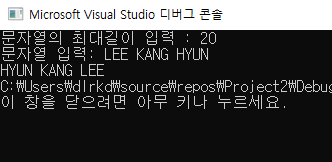 Microsoft Visual Studio 디버그 콘솔
문자열의 최대길이 입력 : 20
문자열 입력: LEE KANG HYUN
HYUN KANG LEE
C:₩Users₩dlrkd₩source₩repos₩Project2₩Debug
이 창을 닫으려면 아무 키나 누르세요.